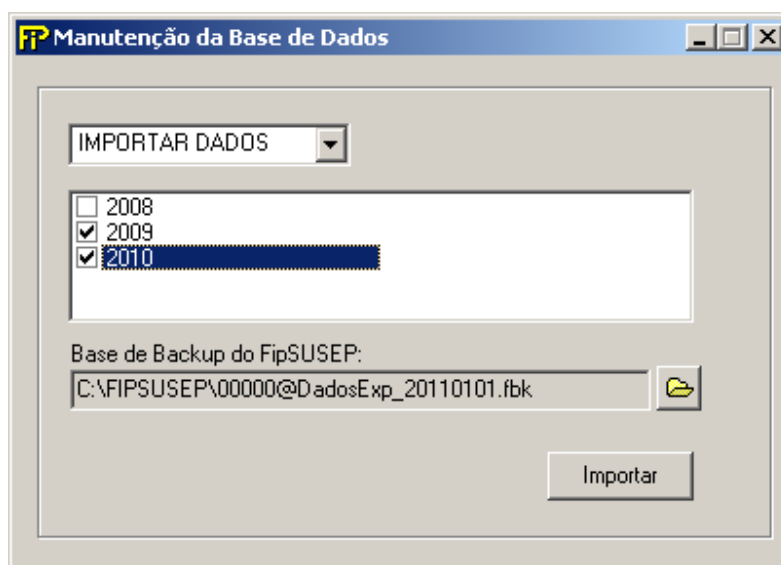 FIP Manutenção da Base de Dados
IMPORTAR DADOS
2008
2009
2010
Base de Backup do FipSUSEP:
C:\FIPSUSEP\00000@DadosExp_20110101.fbk
Importar